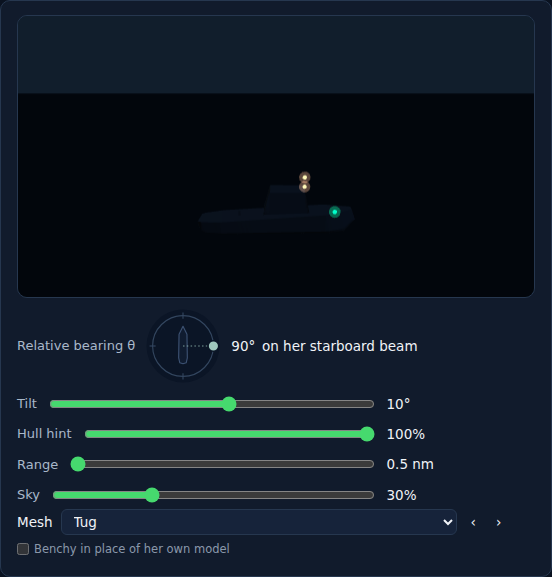 Relative bearing θ
90° on her starboard beam
Tilt
10°
Hull hint
100%
Range
0.5 nm
Sky
30%
Mesh
Tug
‹ ›
Benchy in place of her own model